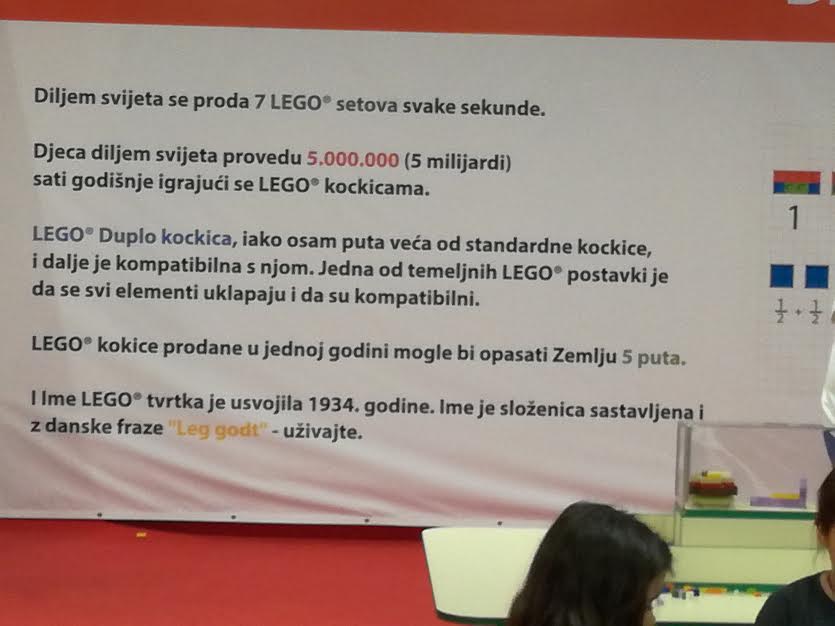 Diljem svijeta se proda 7 LEGO® setova svake sekunde.
Djeca diljem svijeta provedu 5.000.000 (5 milijardi)
sati godišnje igrajući se LEGO® kockicama.
LEGO® Duplo kockica, iako osam puta veća od standardne kockice,
i dalje je kompatibilna s njom. Jedna od temeljnih LEGO® postavki je
da se svi elementi uklapaju i da su kompatibilni.
LEGO® kokice prodane u jednoj godini mogle bi opasati Zemlju 5 puta.
I Ime LEGO® tvrtka je usvojila 1934. godine. Ime je složenica sastavljena i
z danske fraze "Leg godt" - uživajte.
1
½ + ½